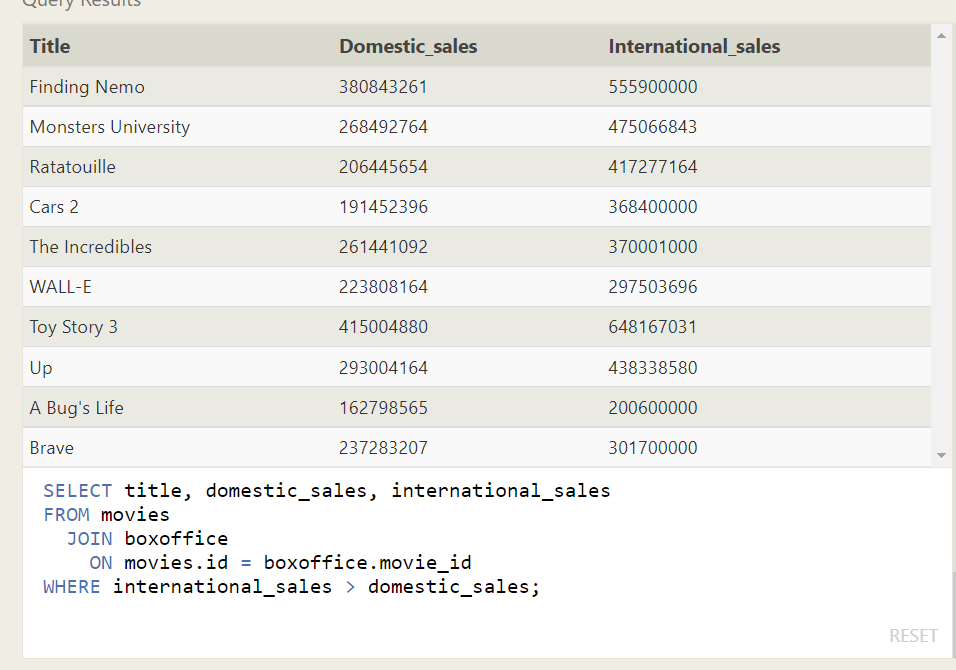 Query Results
Title Domestic_sales International_sales
Finding Nemo 380843261 555900000
Monsters University 268492764 475066843
Ratatouille 206445654 417277164
Cars 2 191452396 368400000
The Incredibles 261441092 370001000
WALL-E 223808164 297503696
Toy Story 3 415004880 648167031
Up 293004164 438338580
A Bug's Life 162798565 200600000
Brave 237283207 301700000
SELECT title, domestic_sales, international_sales
FROM movies
JOIN boxoffice
ON movies.id = boxoffice.movie_id
WHERE international_sales > domestic_sales;
RESET